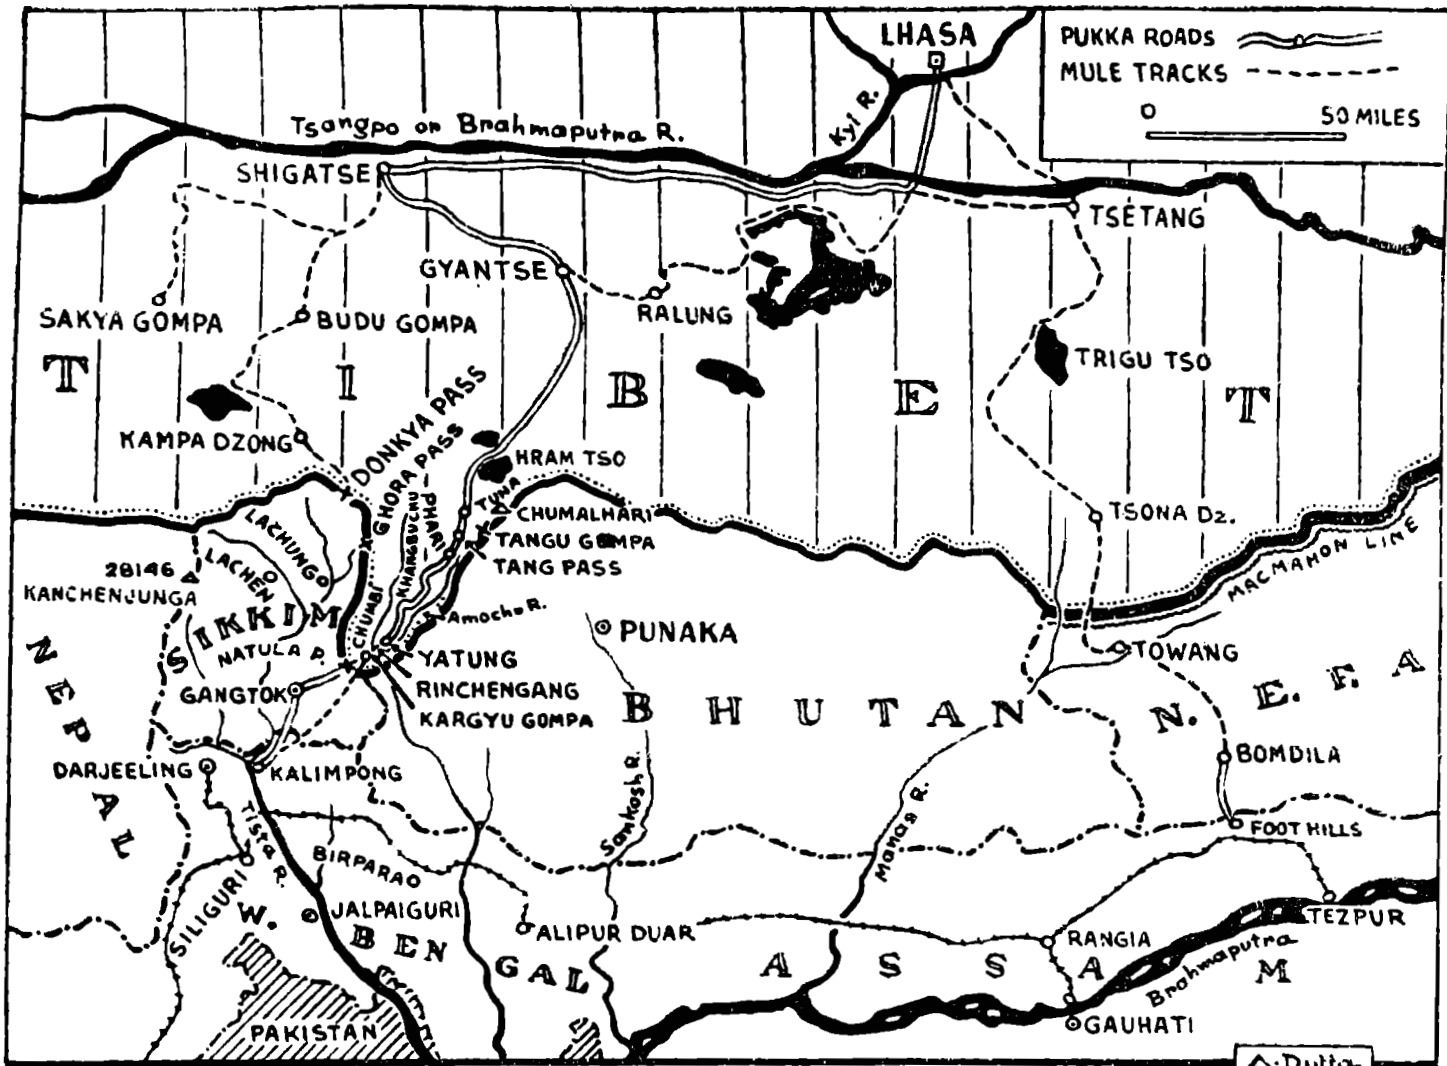 LHASA
PUKKA ROADS
MULE TRACKS
0 50 MILES
Tsangpo or Brahmaputra R.
Kyi R.
SHIGATSE
TSETANG
GYANTSE
SAKYA GOMPA
BUDU GOMPA
RALUNG
TRIGU TSO
T I B E T
KAMPA DZONG
DONKYA PASS
GHORA PASS
HRAM TSO
TUNA
PHARI
KHANGBUCHU
CHUMALHARI
TANGU GOMPA
TANG PASS
TSONA DZ.
MACMAHON LINE
LACHUNGO
LACHEN
28146
KANCHENJUNGA
SIKKIM
CHUMBI
Amocho R.
NATULA P.
PUNAKA
YATUNG
RINCHENGANG
KARGYU GOMPA
TOWANG
GANGTOK
NEPAL
BHUTAN
N. E. F. A
DARJEELING
KALIMPONG
BOMDILA
Sankosh R.
Manas R.
Tista R.
FOOT HILLS
BIRPARAO
SILIGURI
W. BENGAL
JALPAIGURI
ALIPUR DUAR
RANGIA
TEZPUR
ASSAM
Brahmaputra
PAKISTAN
GAUHATI
A. Dutta